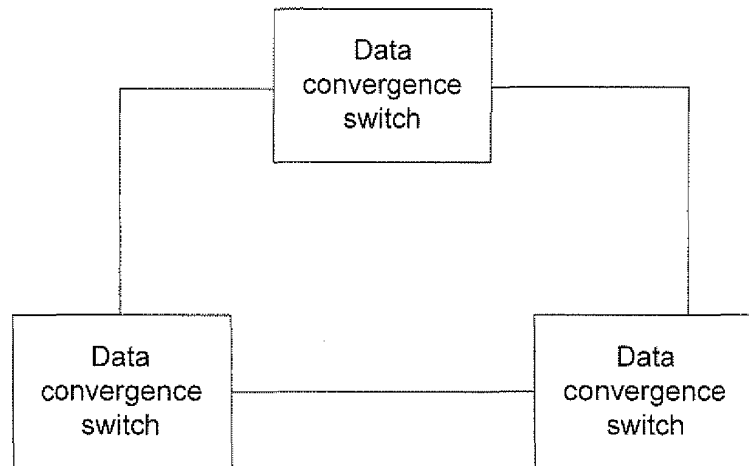 Data
convergence
switch
Data
convergence
switch
Data
convergence
switch